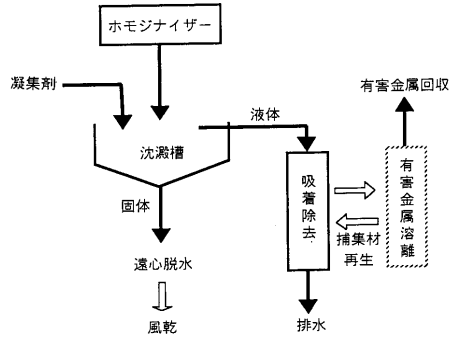 ホモジナイザー
凝集剤
有害金属回収
液体
沈澱槽
吸着除去
有害金属溶離
固体
捕集材
再生
遠心脱水
風乾
排水